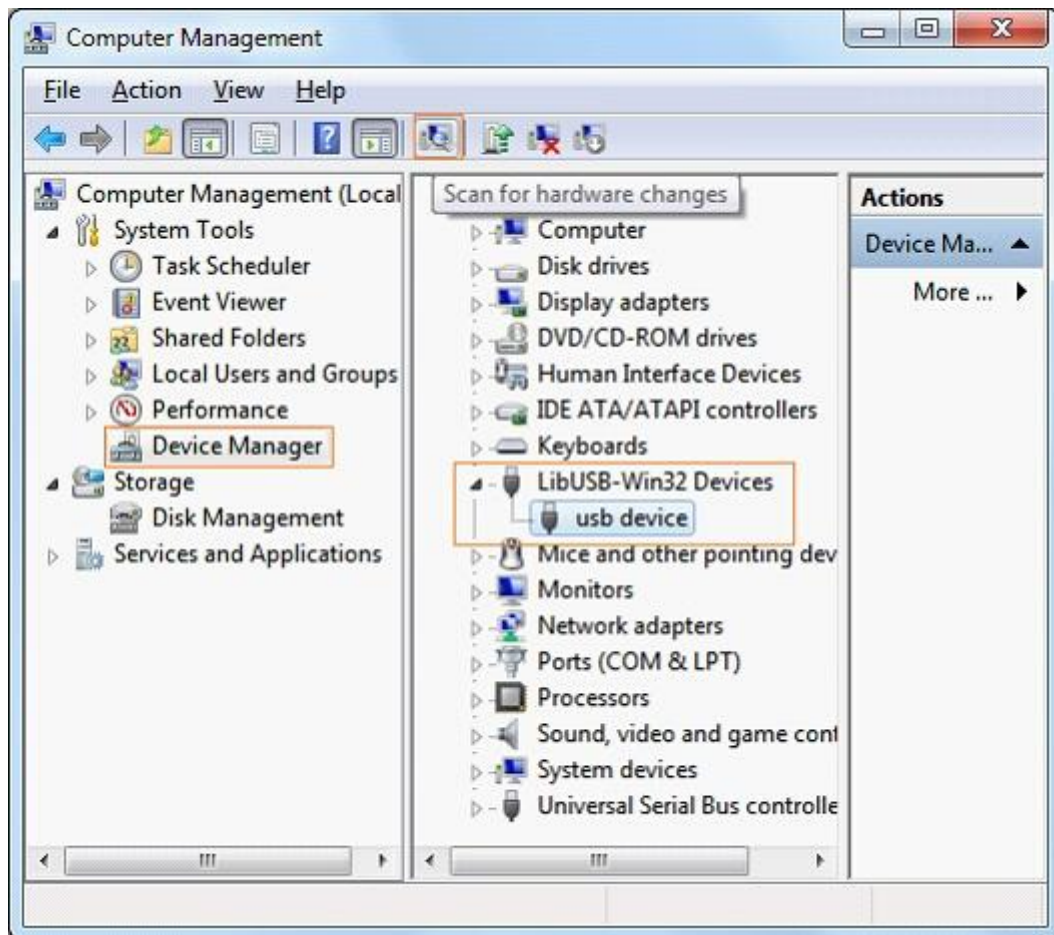 Computer Management
File Action View Help
Computer Management (Local
System Tools
Task Scheduler
Event Viewer
Shared Folders
Local Users and Groups
Performance
Device Manager
Storage
Disk Management
Services and Applications
Scan for hardware changes
Computer
Disk drives
Display adapters
DVD/CD-ROM drives
Human Interface Devices
IDE ATA/ATAPI controllers
Keyboards
LibUSB-Win32 Devices
usb device
Mice and other pointing dev
Monitors
Network adapters
Ports (COM & LPT)
Processors
Sound, video and game cont
System devices
Universal Serial Bus controlle
Actions
Device Ma...
More ...